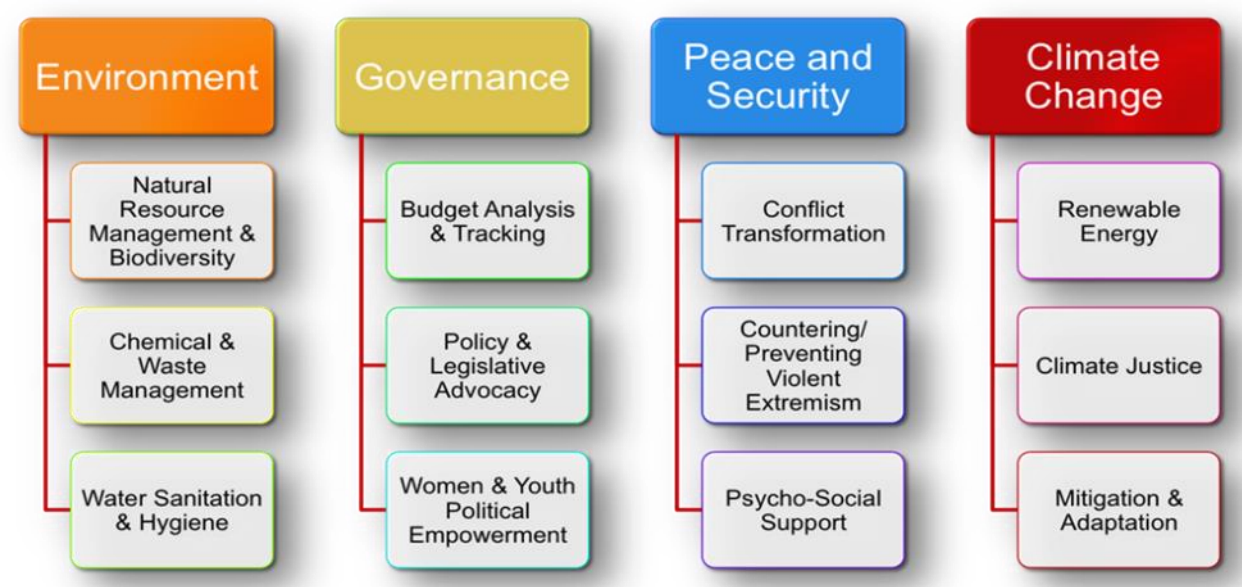 Environment
Natural
Resource
Management &
Biodiversity
Chemical &
Waste
Management
Water Sanitation
& Hygiene
Governance
Budget Analysis
& Tracking
Policy &
Legislative
Advocacy
Women & Youth
Political
Empowerment
Peace and
Security
Conflict
Transformation
Countering/
Preventing
Violent
Extremism
Psycho-Social
Support
Climate
Change
Renewable
Energy
Climate Justice
Mitigation &
Adaptation